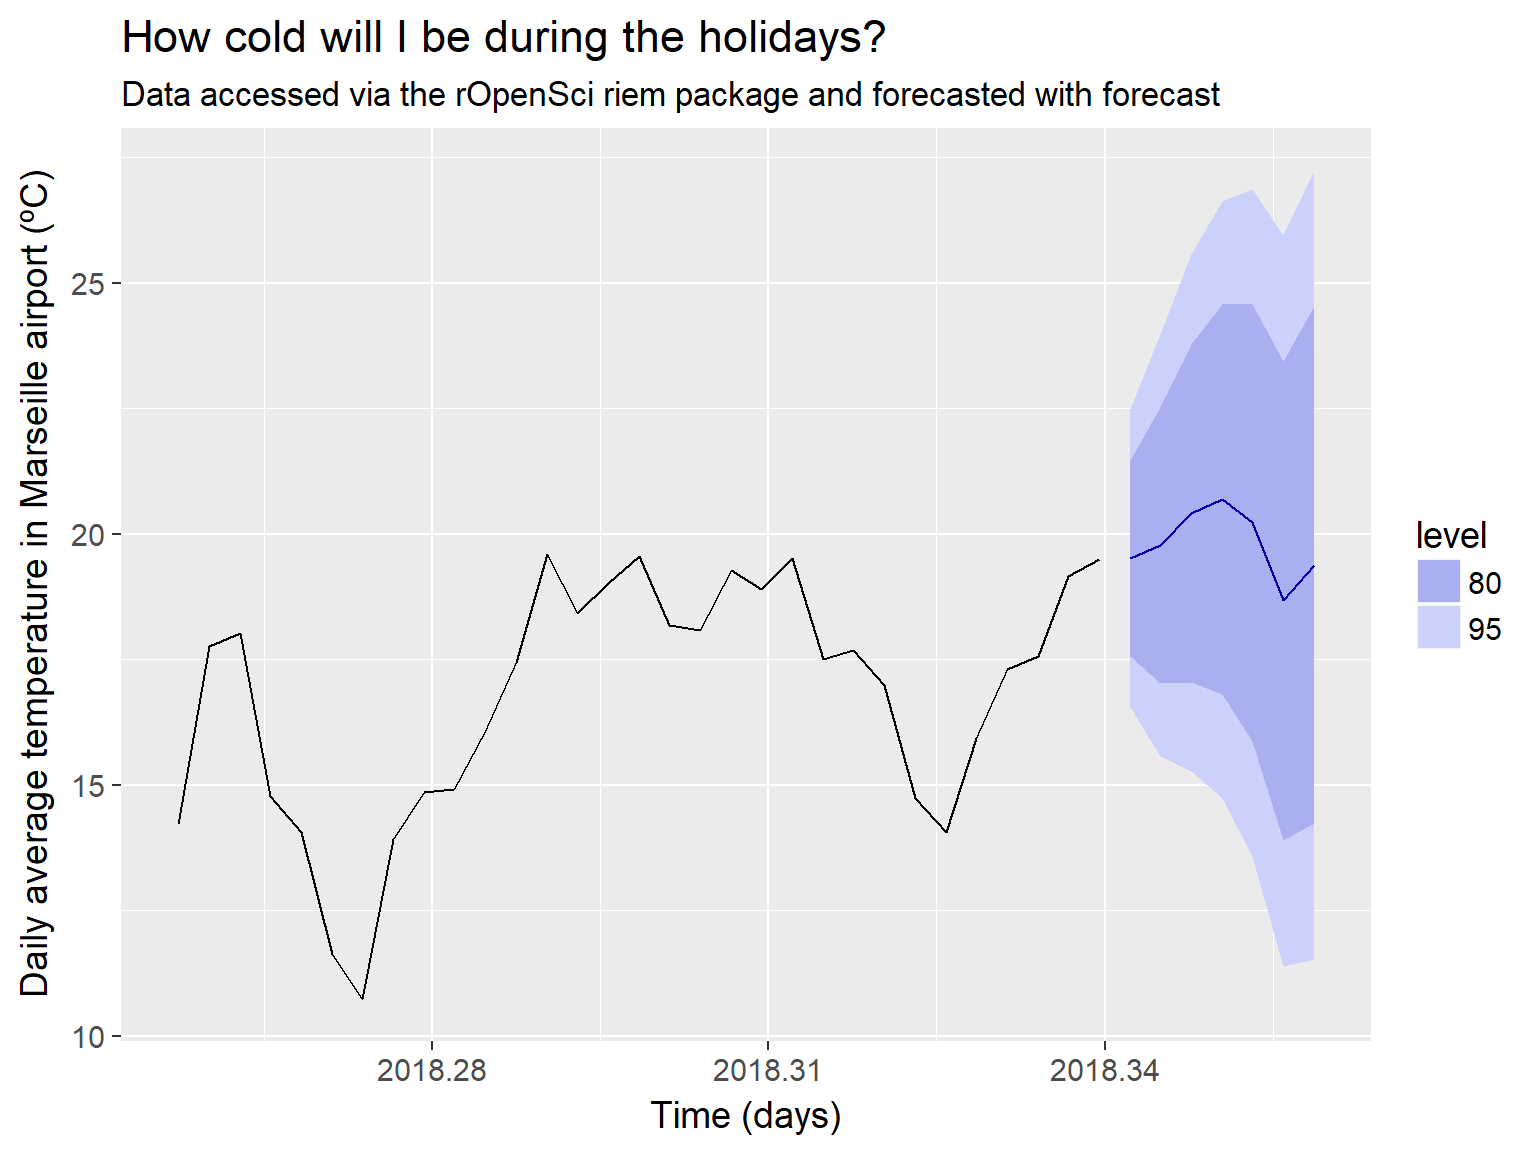 How cold will I be during the holidays?
Data accessed via the rOpenSci riem package and forecasted with forecast
Daily average temperature in Marseille airport (ºC)
25
20
15
10
2018.28
2018.31
2018.34
Time (days)
level
80
95